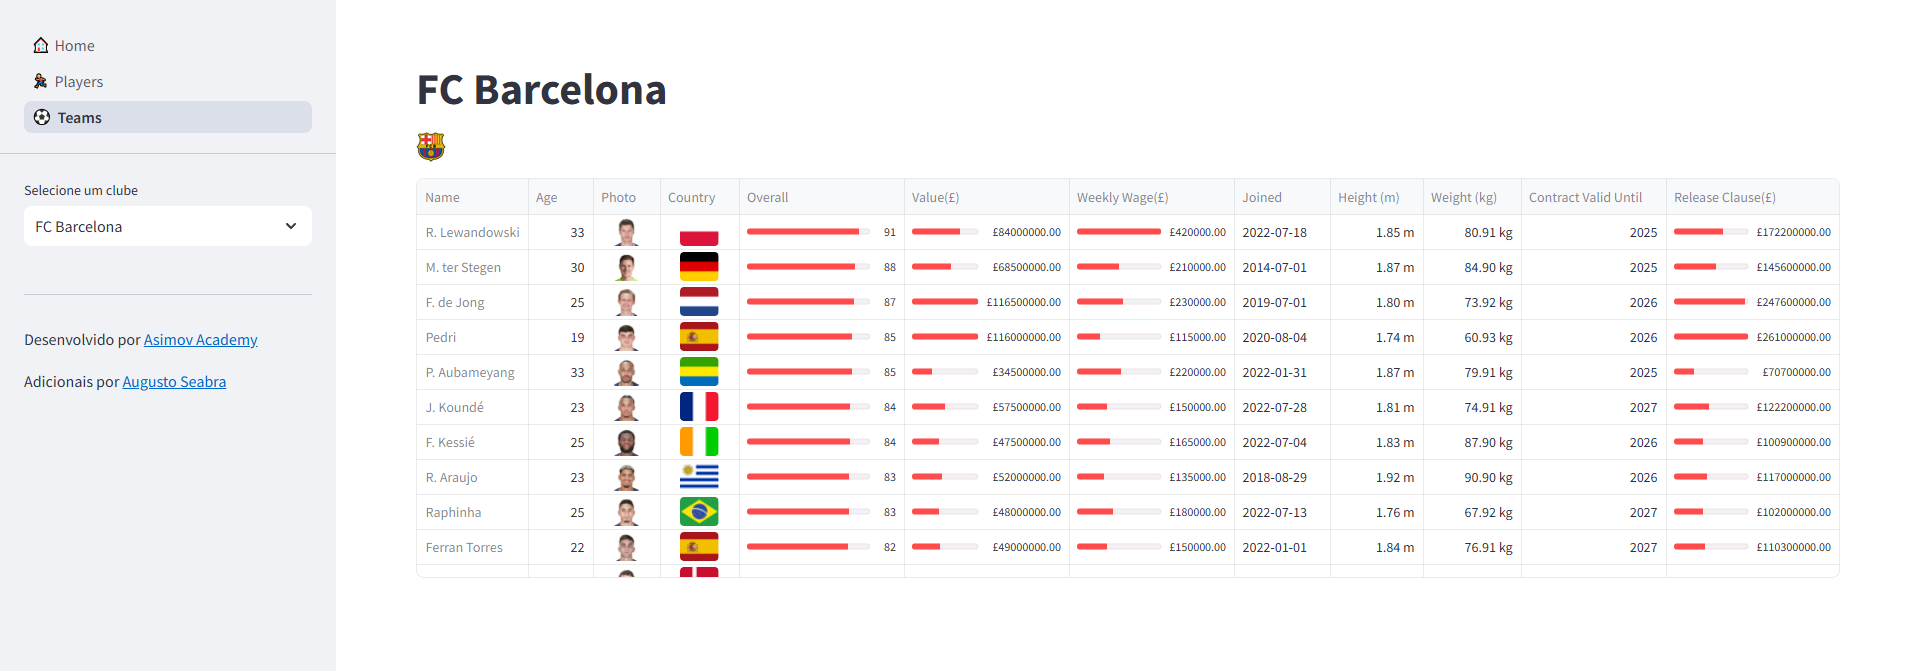 Home
Players
Teams
Selecione um clube
FC Barcelona
Desenvolvido por Asimov Academy
Adicionais por Augusto Seabra
FC Barcelona
Name Age Photo Country Overall Value(£) Weekly Wage(£) Joined Height (m) Weight (kg) Contract Valid Until Release Clause(£)
R. Lewandowski 33 91 £84000000.00 £420000.00 2022-07-18 1.85 m 80.91 kg 2025 £172200000.00
M. ter Stegen 30 88 £68500000.00 £210000.00 2014-07-01 1.87 m 84.90 kg 2025 £145600000.00
F. de Jong 25 87 £116500000.00 £230000.00 2019-07-01 1.80 m 73.92 kg 2026 £247600000.00
Pedri 19 85 £116000000.00 £115000.00 2020-08-04 1.74 m 60.93 kg 2026 £261000000.00
P. Aubameyang 33 85 £34500000.00 £220000.00 2022-01-31 1.87 m 79.91 kg 2025 £70700000.00
J. Koundé 23 84 £57500000.00 £150000.00 2022-07-28 1.81 m 74.91 kg 2027 £122200000.00
F. Kessié 25 84 £47500000.00 £165000.00 2022-07-04 1.83 m 87.90 kg 2026 £100900000.00
R. Araujo 23 83 £52000000.00 £135000.00 2018-08-29 1.92 m 90.90 kg 2026 £117000000.00
Raphinha 25 83 £48000000.00 £180000.00 2022-07-13 1.76 m 67.92 kg 2027 £102000000.00
Ferran Torres 22 82 £49000000.00 £150000.00 2022-01-01 1.84 m 76.91 kg 2027 £110300000.00